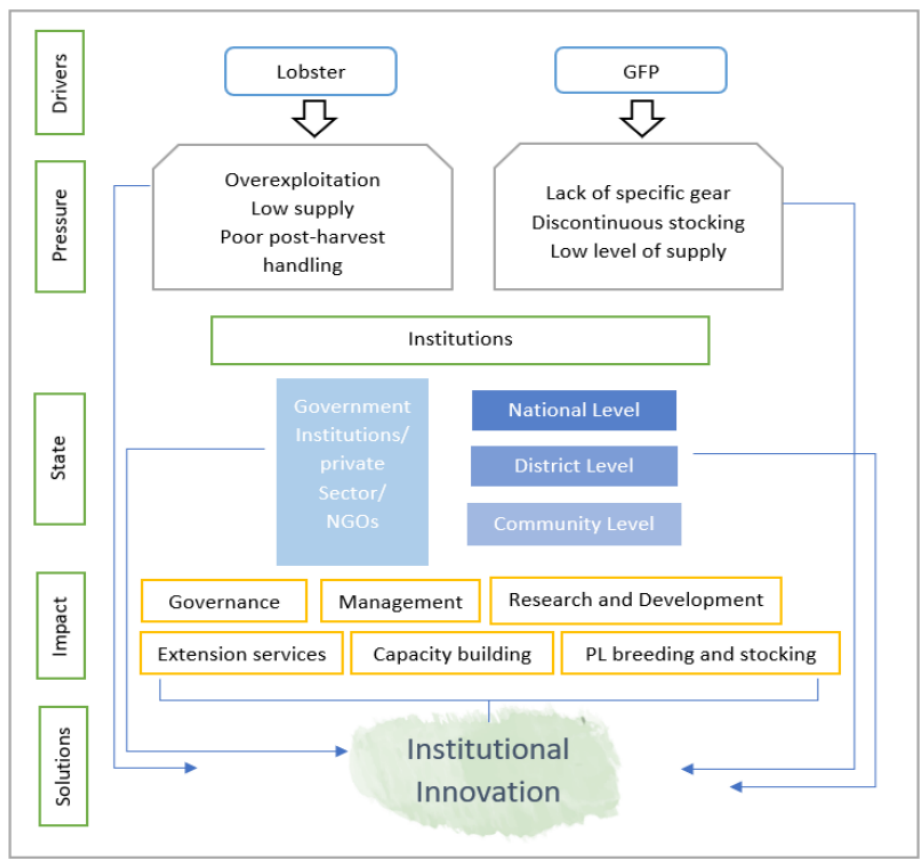 Drivers
Lobster
GFP
Pressure
Overexploitation
Low supply
Poor post-harvest
handling
Lack of specific gear
Discontinuous stocking
Low level of supply
Institutions
State
Government
Institutions/
private
Sector/
NGOs
National Level
District Level
Community Level
Impact
Governance
Management
Research and Development
Extension services
Capacity building
PL breeding and stocking
Solutions
Institutional
Innovation